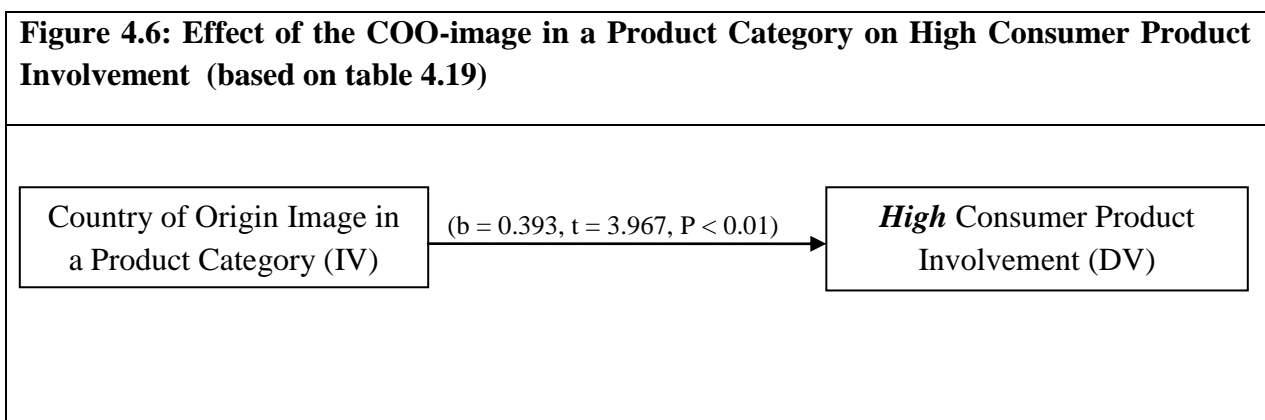 Figure 4.6: Effect of the COO-image in a Product Category on High Consumer Product
Involvement (based on table 4.19)
Country of Origin Image in
a Product Category (IV)
(b = 0.393, t = 3.967, P < 0.01)
High Consumer Product
Involvement (DV)